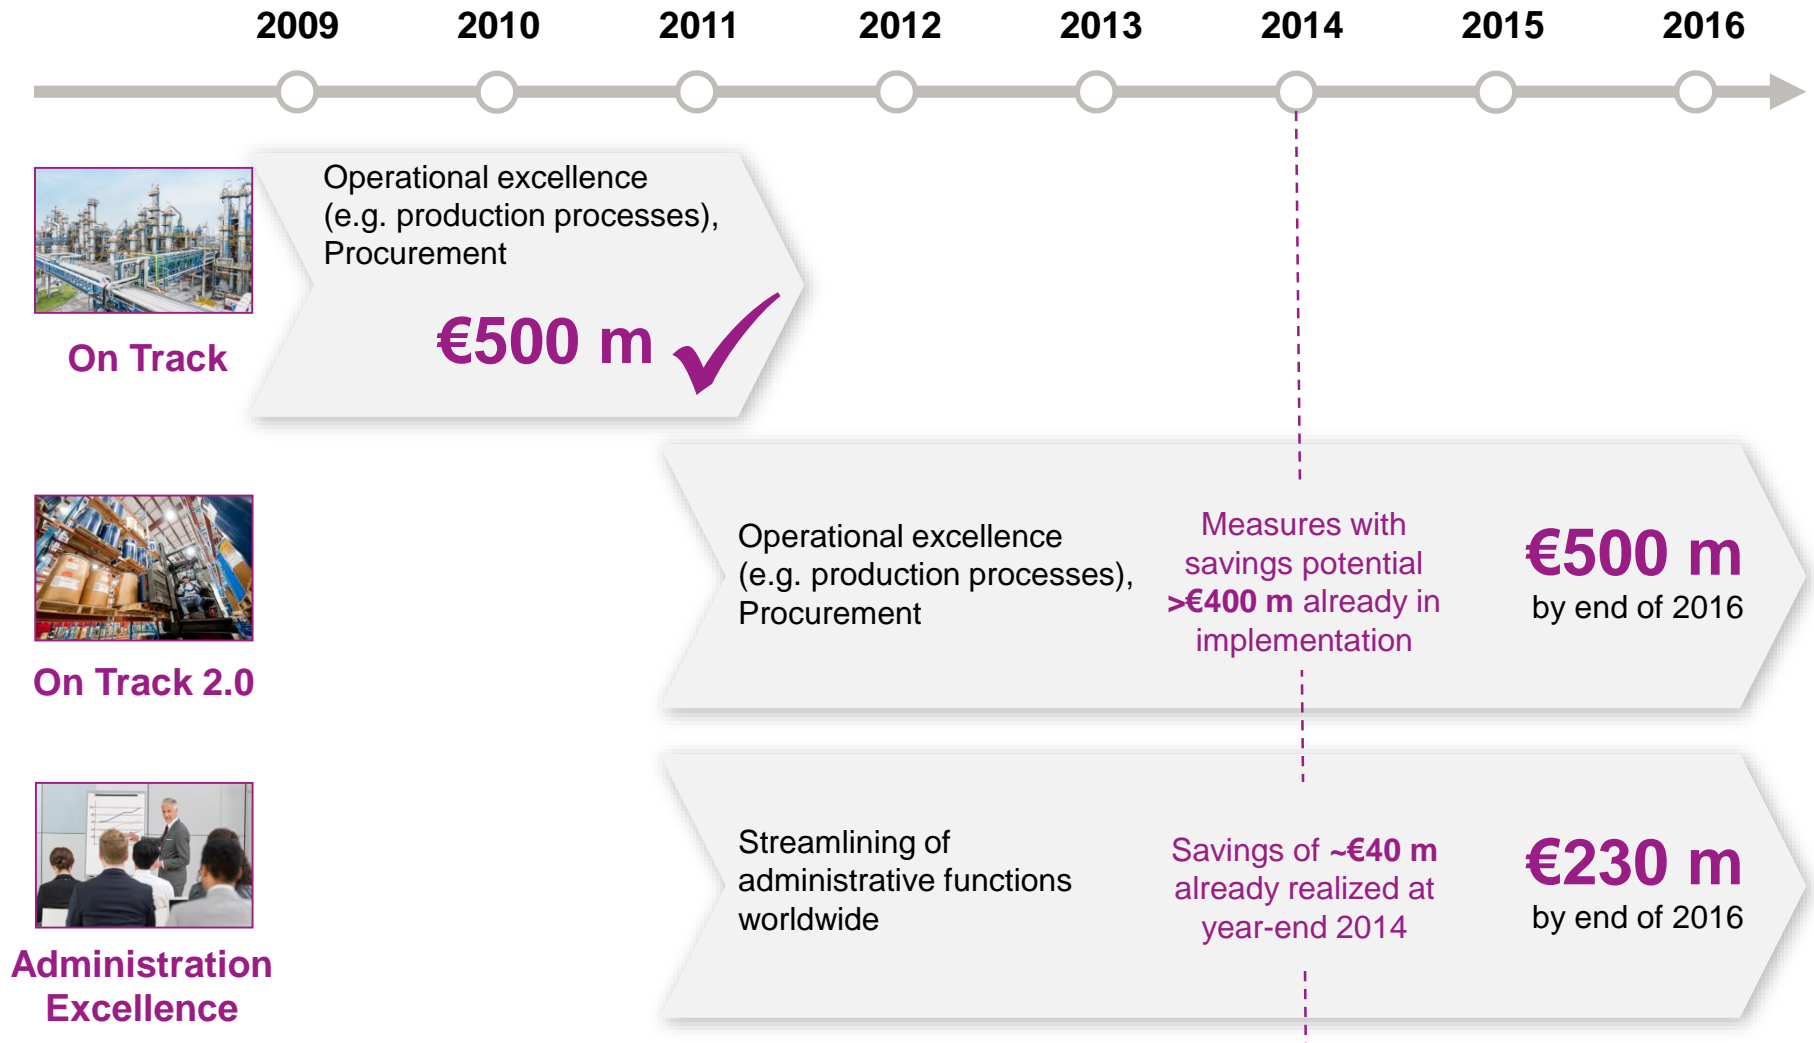 2009 2010 2011 2012 2013 2014 2015 2016
Operational excellence
(e.g. production processes),
Procurement
€500 m
On Track
Operational excellence
(e.g. production processes),
Procurement
Measures with
savings potential
>€400 m already in
implementation
€500 m
by end of 2016
On Track 2.0
Streamlining of
administrative functions
worldwide
Savings of ~€40 m
already realized at
year-end 2014
€230 m
by end of 2016
Administration
Excellence